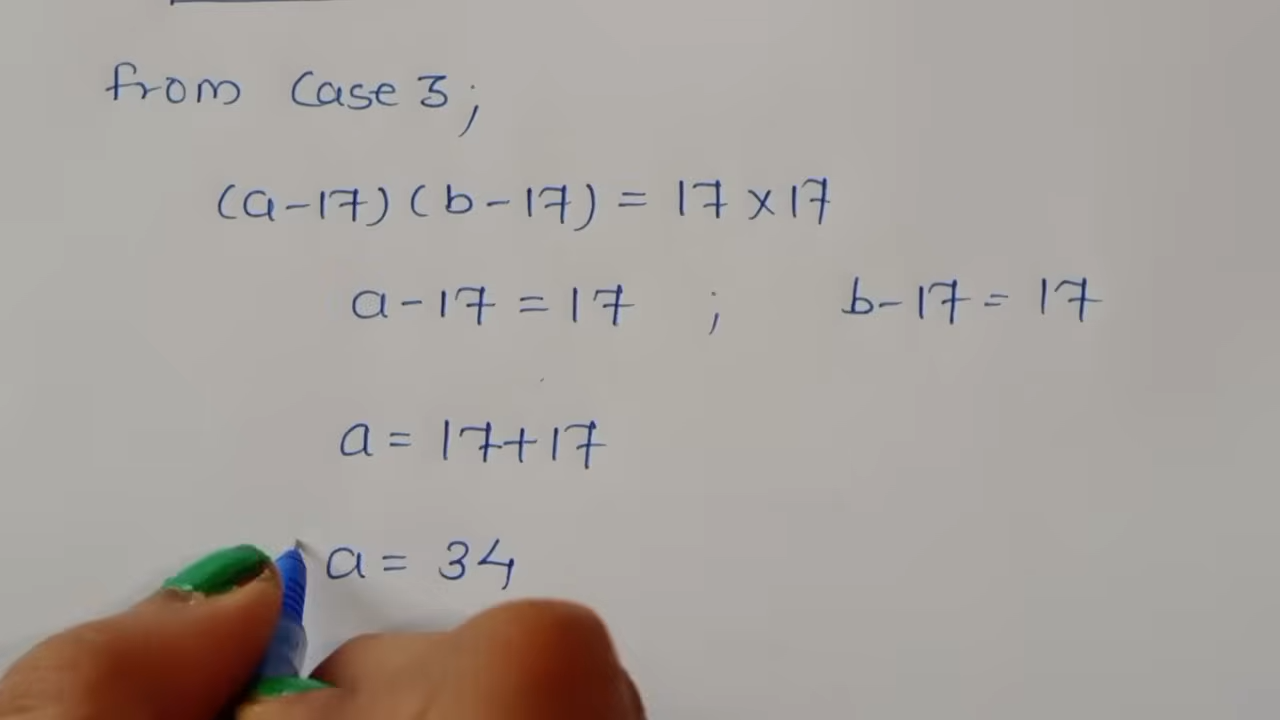 from Case 3;
(a-17)(b-17) = 17 × 17
a-17 = 17 ; b-17 = 17
a = 17+17
a = 34